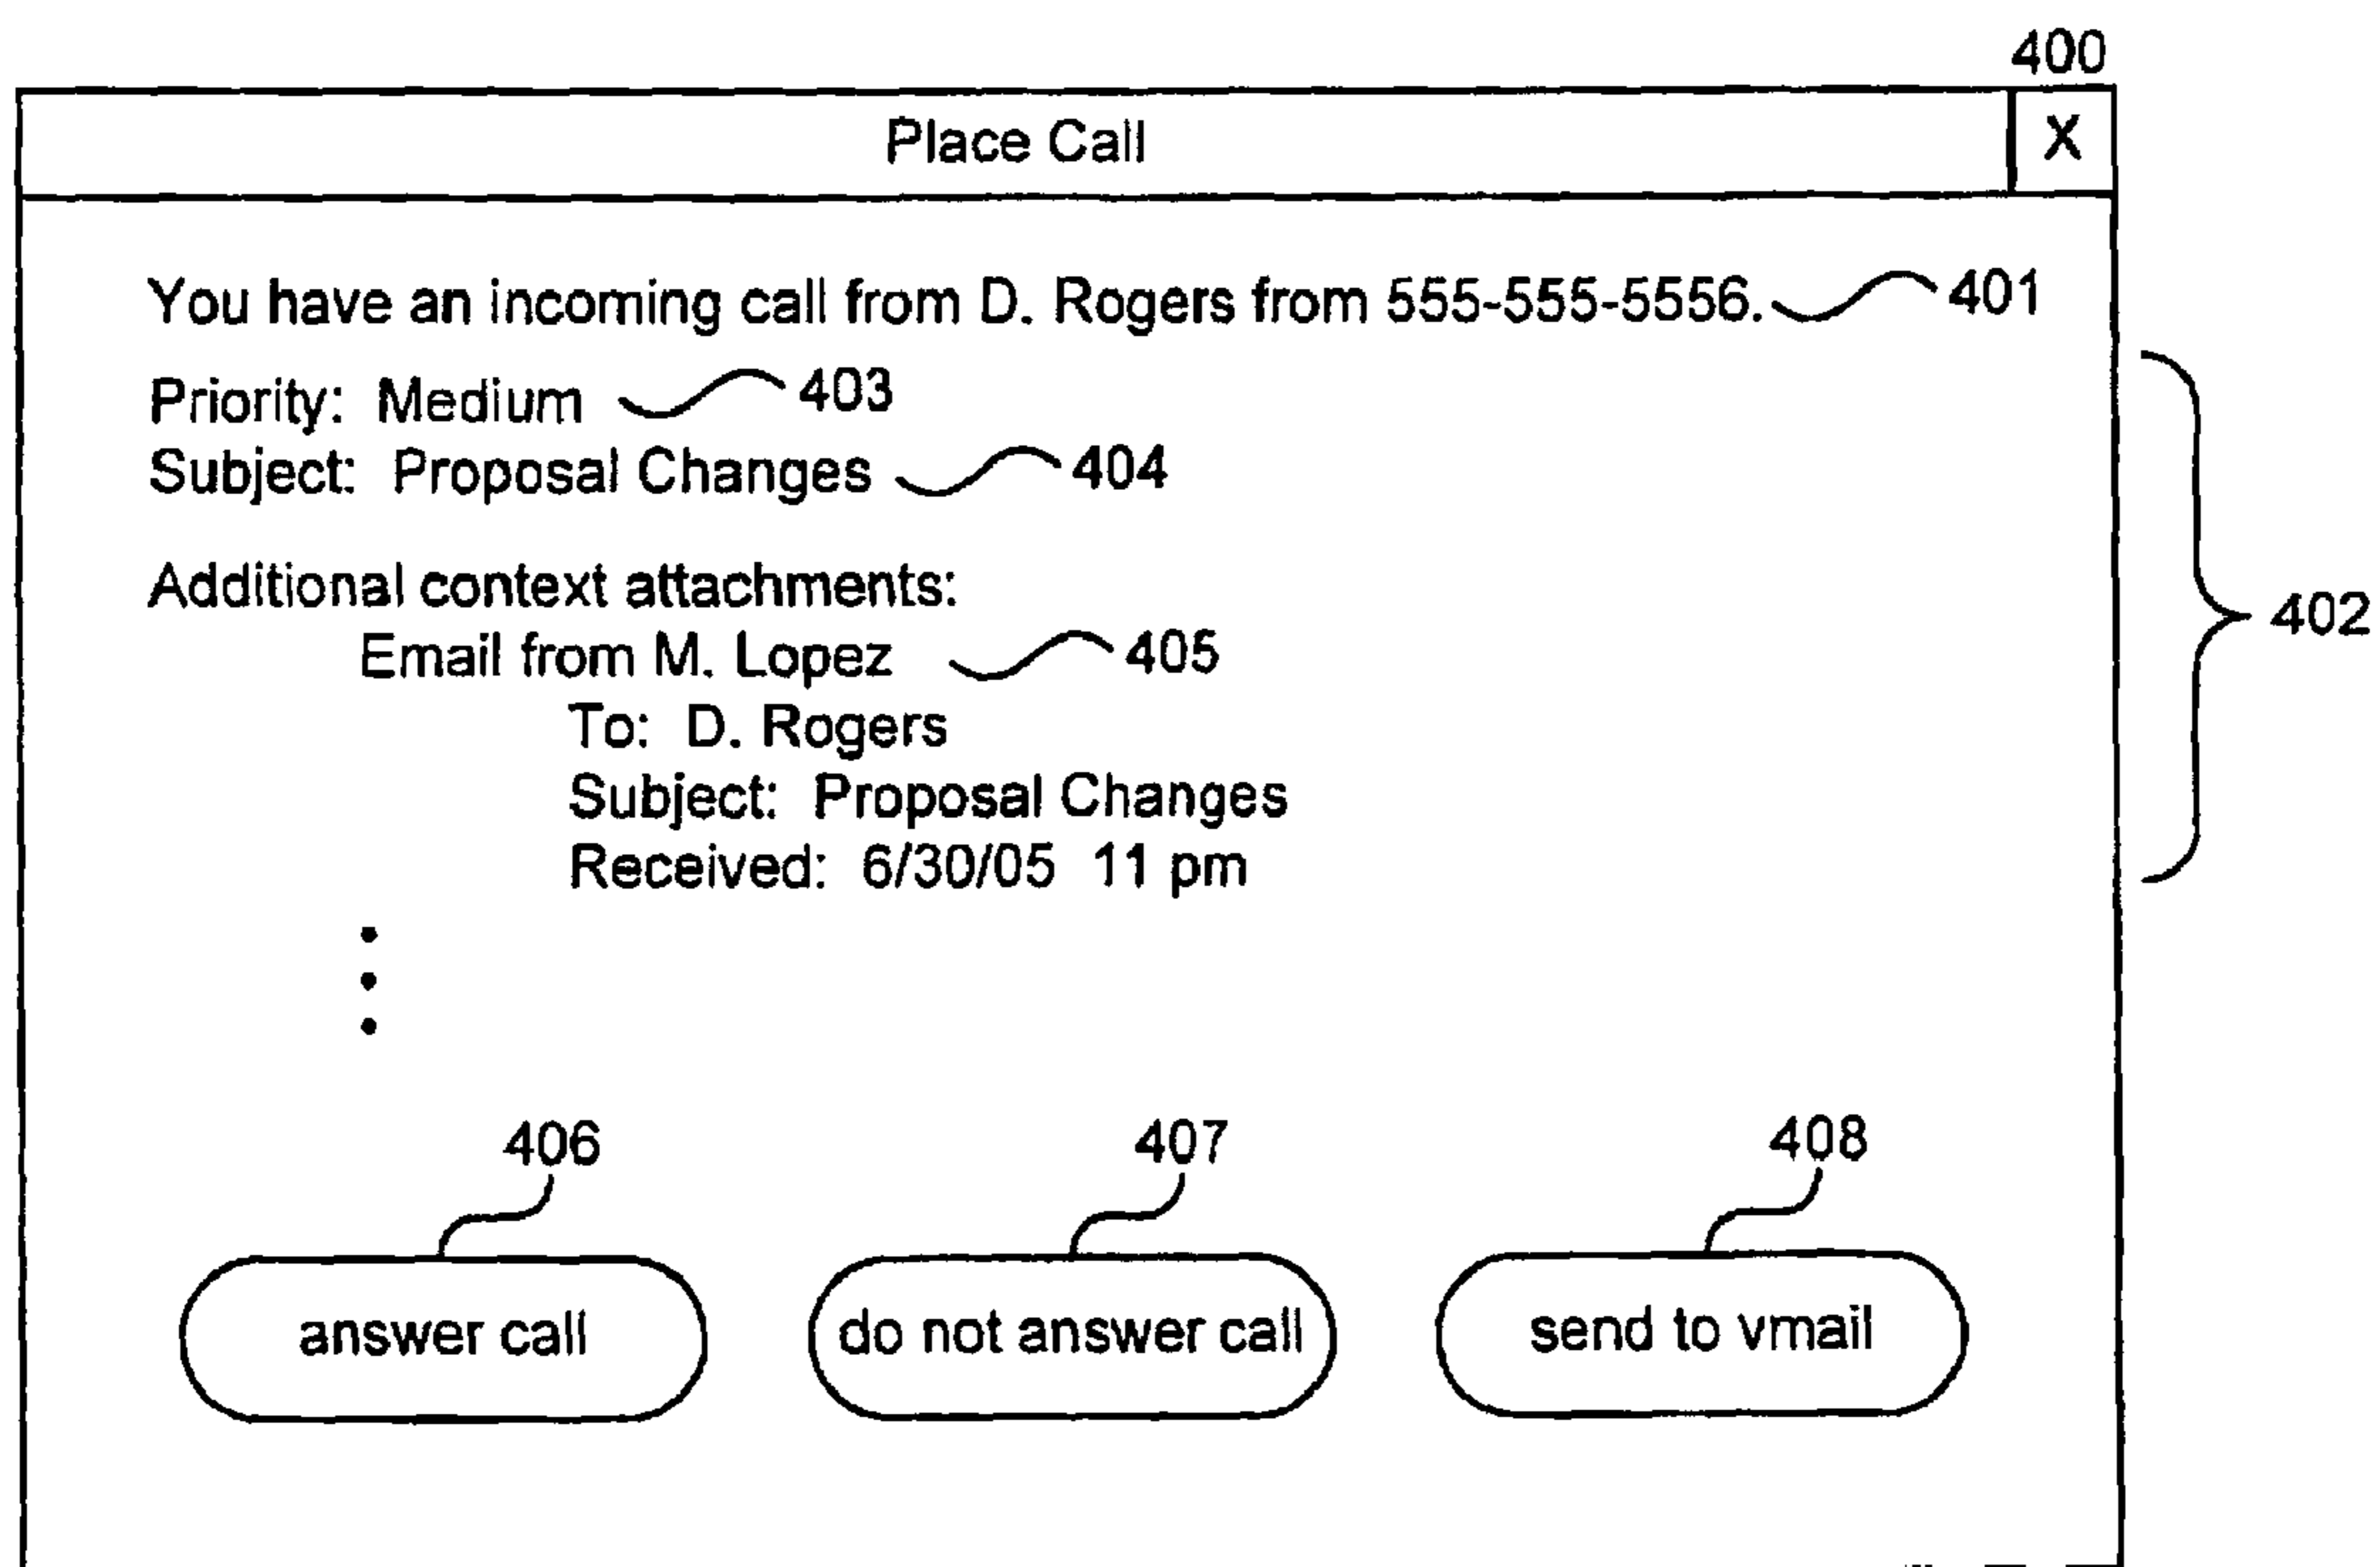 400
Place Call X
You have an incoming call from D. Rogers from 555-555-5556. 401
Priority: Medium 403
Subject: Proposal Changes 404
Additional context attachments:
402
Email from M. Lopez 405
To: D. Rogers
Subject: Proposal Changes
Received: 6/30/05 11 pm
406 407 408
answer call do not answer call send to vmail